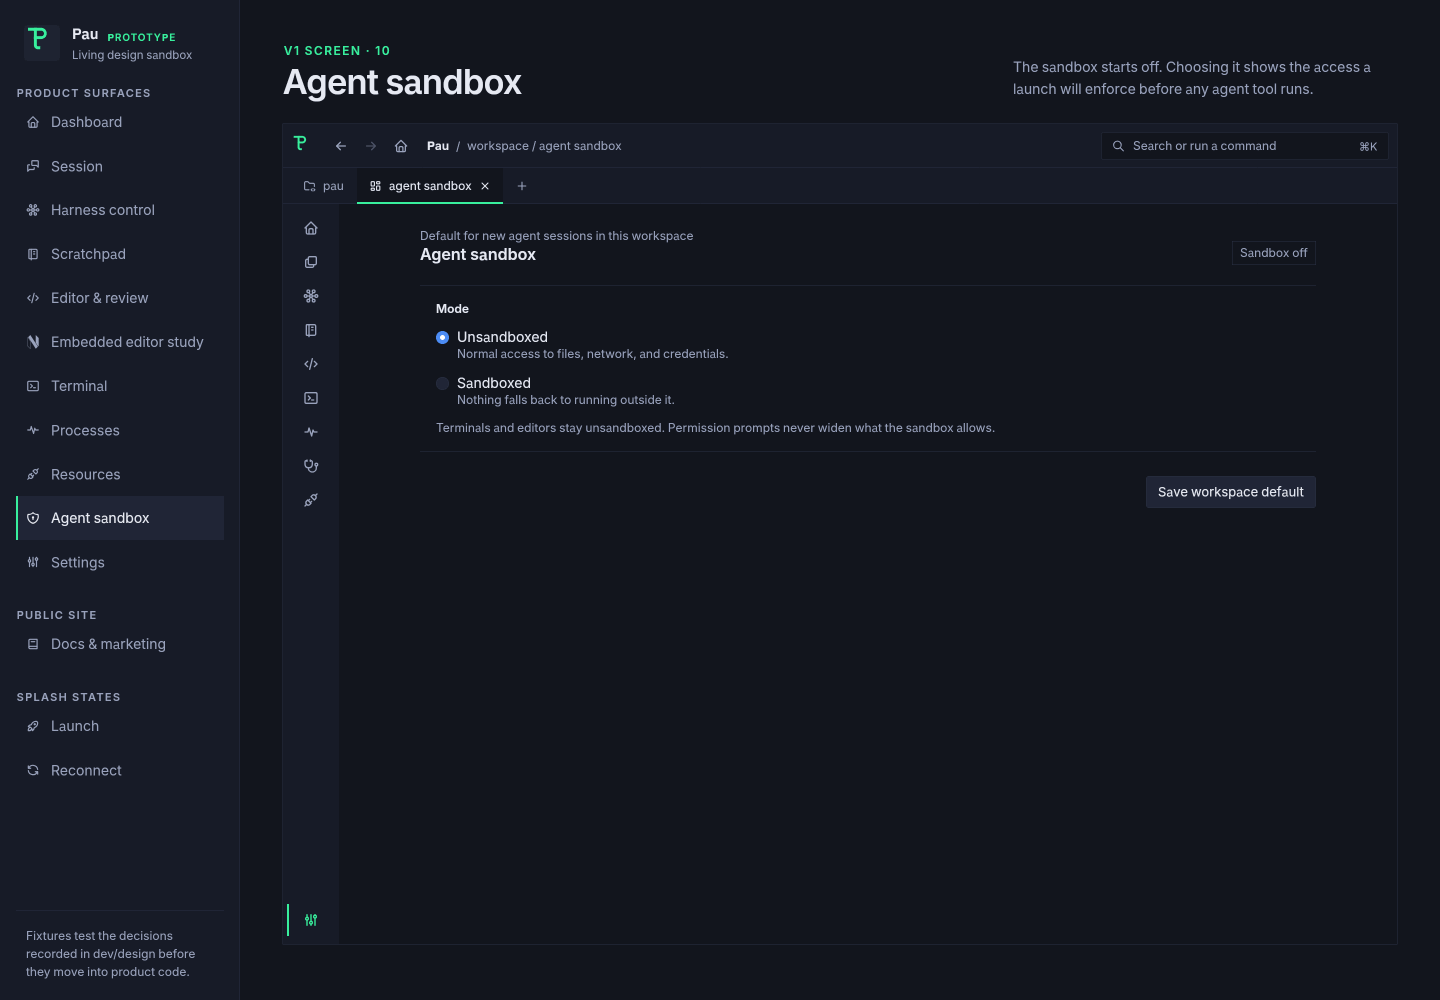 Pau PROTOTYPE
Living design sandbox
PRODUCT SURFACES
Dashboard
Session
Harness control
Scratchpad
Editor & review
Embedded editor study
Terminal
Processes
Resources
Agent sandbox
Settings
PUBLIC SITE
Docs & marketing
SPLASH STATES
Launch
Reconnect
Fixtures test the decisions
recorded in dev/design before
they move into product code.
V1 SCREEN · 10
Agent sandbox
The sandbox starts off. Choosing it shows the access a
launch will enforce before any agent tool runs.
Pau / workspace / agent sandbox
Search or run a command ⌘K
pau
agent sandbox
Default for new agent sessions in this workspace
Agent sandbox
Sandbox off
Mode
Unsandboxed
Normal access to files, network, and credentials.
Sandboxed
Nothing falls back to running outside it.
Terminals and editors stay unsandboxed. Permission prompts never widen what the sandbox allows.
Save workspace default